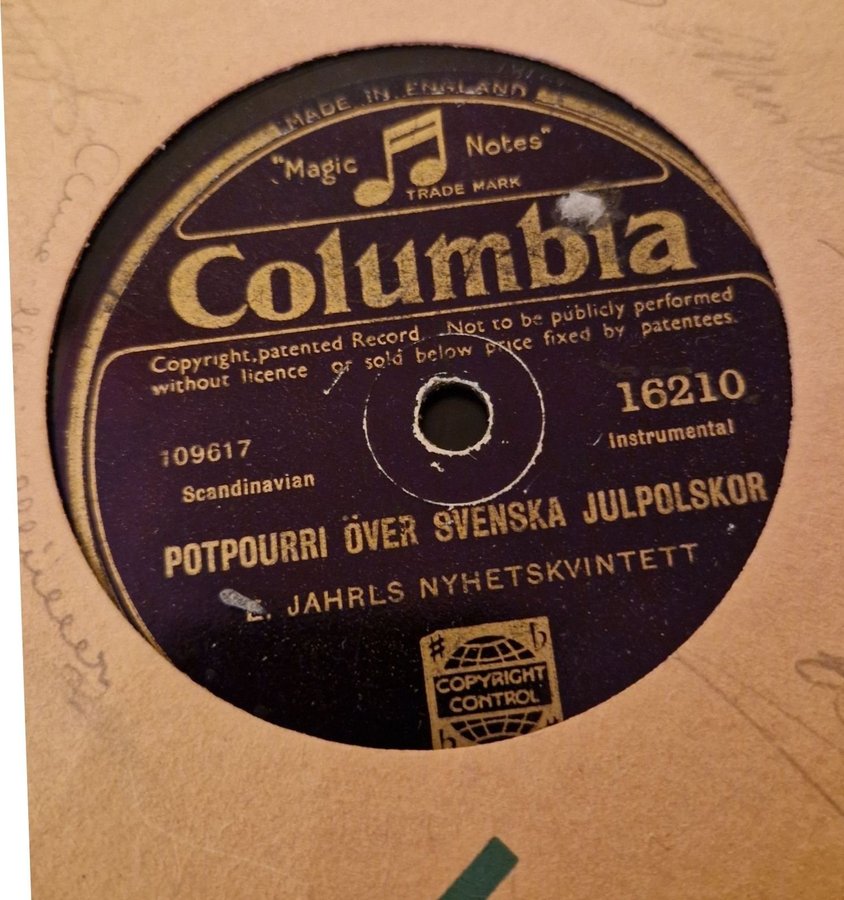 MADE IN ENGLAND
"Magic Notes"
TRADE MARK
Columbia
Copyright, patented Record Not to be publicly performed
without licence or sold below price fixed by patentees.
16210
109617
Instrumental
Scandinavian
POTPOURRI ÖVER SVENSKA JULPOLSKOR
E. JAHRLS NYHETSKVINTETT
COPYRIGHT
CONTROL